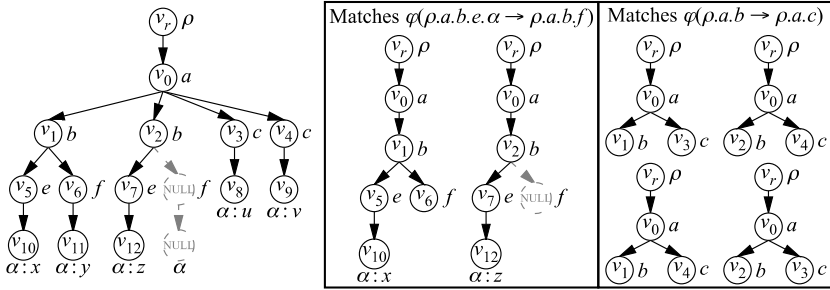 v_r ρ
v_0 a
v_1 b v_2 b v_3 c v_4 c
v_5 e v_6 f v_7 e NULL f v_8 v_9
α:u α:v
v_10 v_11 v_12 NULL
α:x α:y α:z α
Matches φ(ρ.a.b.e.α → ρ.a.b.f)
v_r ρ v_r ρ
v_0 a v_0 a
v_1 b v_2 b
v_5 e v_6 f v_7 e NULL f
v_10 v_12
α:x α:z
Matches φ(ρ.a.b → ρ.a.c)
v_r ρ v_r ρ
v_0 a v_0 a
v_1 b v_3 c v_2 b v_4 c
v_r ρ v_r ρ
v_0 a v_0 a
v_1 b v_4 c v_2 b v_3 c